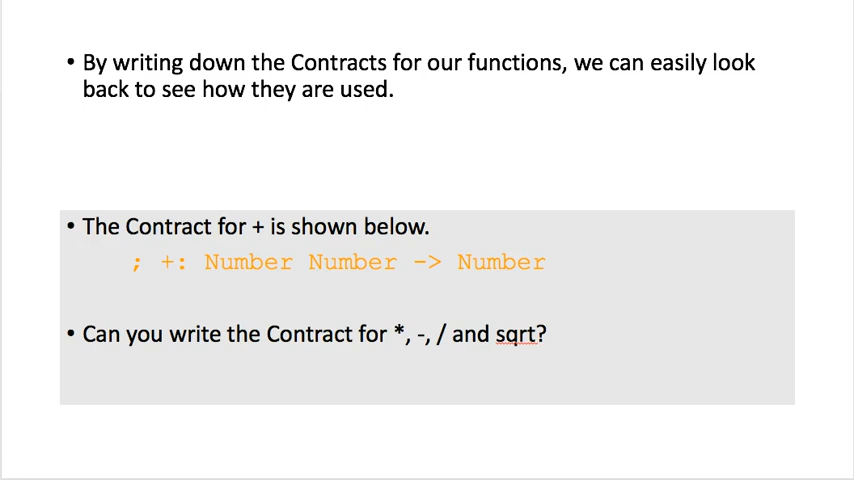 • By writing down the Contracts for our functions, we can easily look
back to see how they are used.
• The Contract for + is shown below.
; +: Number Number -> Number
• Can you write the Contract for *, -, / and sqrt?